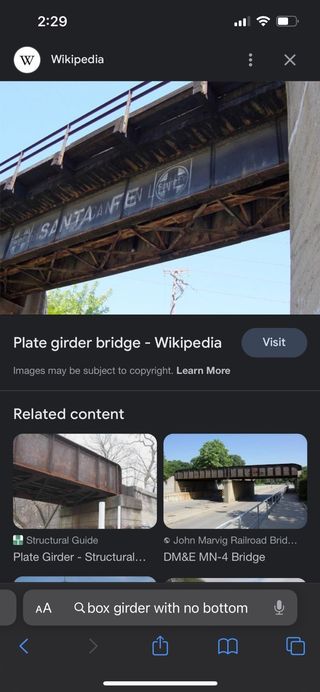 2:29
W
Wikipedia
SANTA FE
Plate girder bridge - Wikipedia
Visit
Images may be subject to copyright. Learn More
Related content
Structural Guide
John Marvig Railroad Brid...
Plate Girder - Structural...
DM&E MN-4 Bridge
AA
box girder with no bottom